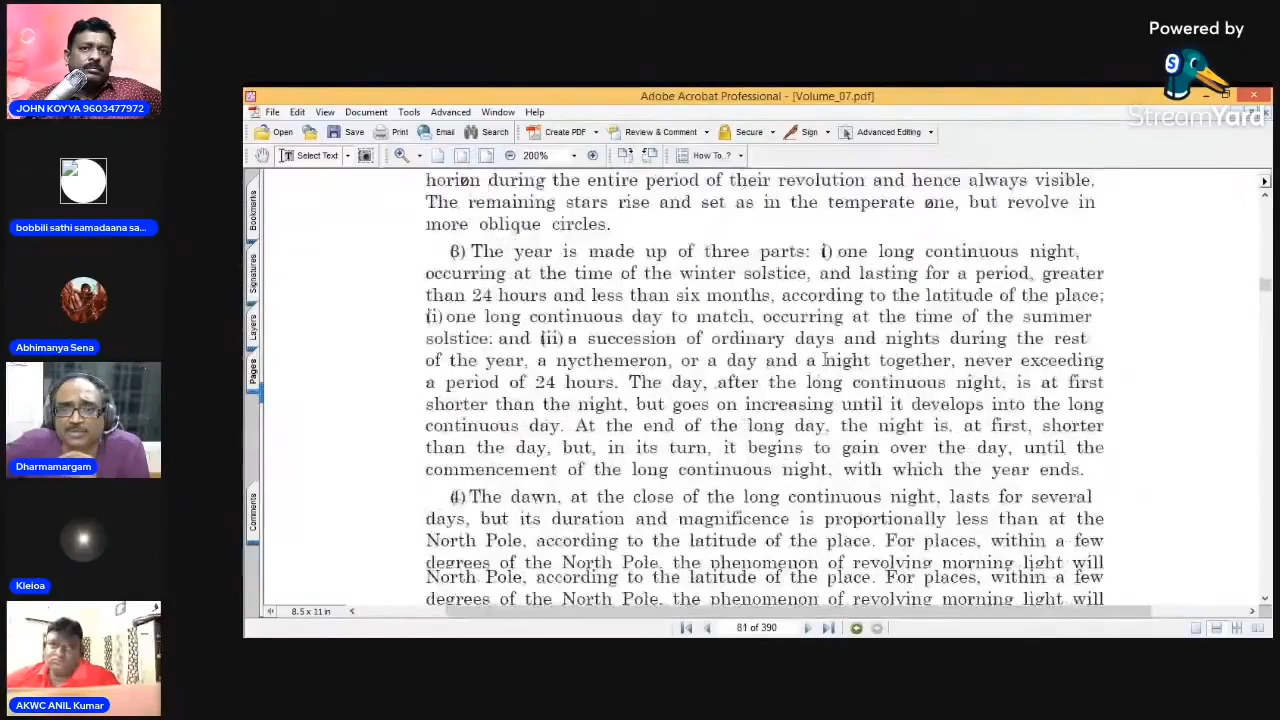 JOHN KOYYA 9603477972
bobbili sathi samadaana sa...
Abhimanya Sena
Dharmamargam
Kleioa
AKWC ANIL Kumar
Powered by
S
StreamYard
Adobe Acrobat Professional - [Volume_07.pdf]
File Edit View Document Tools Advanced Window Help
Open Save Print Email Search Create PDF Review & Comment Secure Sign Advanced Editing
Select Text 200% How To..?
Bookmarks
Signatures
Layers
Pages
Comments
horizon during the entire period of their revolution and hence always visible.
The remaining stars rise and set as in the temperate one, but revolve in
more oblique circles.
(3) The year is made up of three parts: (i) one long continuous night,
occurring at the time of the winter solstice, and lasting for a period, greater
than 24 hours and less than six months, according to the latitude of the place;
(ii) one long continuous day to match, occurring at the time of the summer
solstice: and (iii) a succession of ordinary days and nights during the rest
of the year, a nycthemeron, or a day and a night together, never exceeding
a period of 24 hours. The day, after the long continuous night, is at first
shorter than the night, but goes on increasing until it develops into the long
continuous day. At the end of the long day, the night is, at first, shorter
than the day, but, in its turn, it begins to gain over the day, until the
commencement of the long continuous night, with which the year ends.
(4) The dawn, at the close of the long continuous night, lasts for several
days, but its duration and magnificence is proportionally less than at the
North Pole, according to the latitude of the place. For places, within a few
degrees of the North Pole, the phenomenon of revolving morning light will
North Pole, according to the latitude of the place. For places, within a few
degrees of the North Pole, the phenomenon of revolving morning light will
8.5 x 11 in
81 of 390